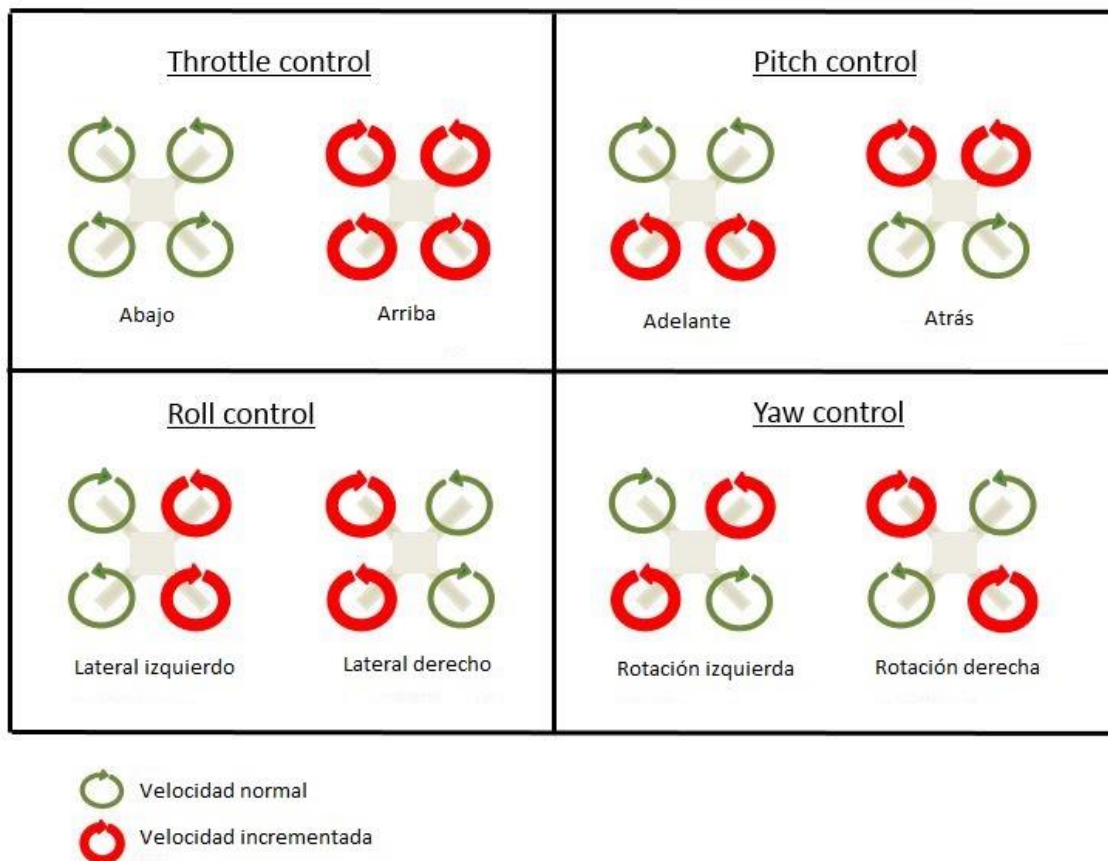 Throttle control
Abajo
Arriba
Pitch control
Adelante
Atrás
Roll control
Lateral izquierdo
Lateral derecho
Yaw control
Rotación izquierda
Rotación derecha
Velocidad normal
Velocidad incrementada